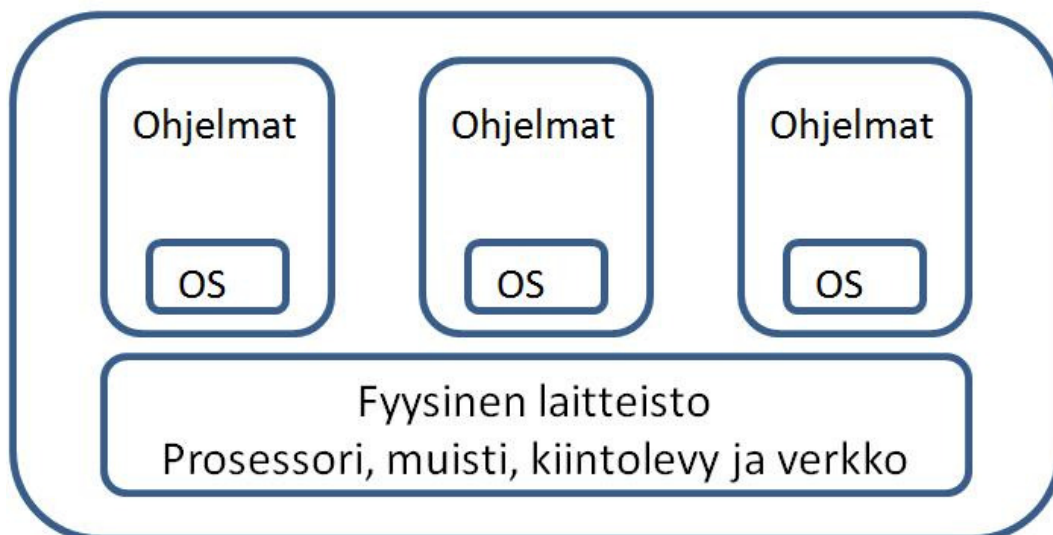 Ohjelmat
Ohjelmat
Ohjelmat
OS
OS
OS
Fyysinen laitteisto
Prosessori, muisti, kiintolevy ja verkko